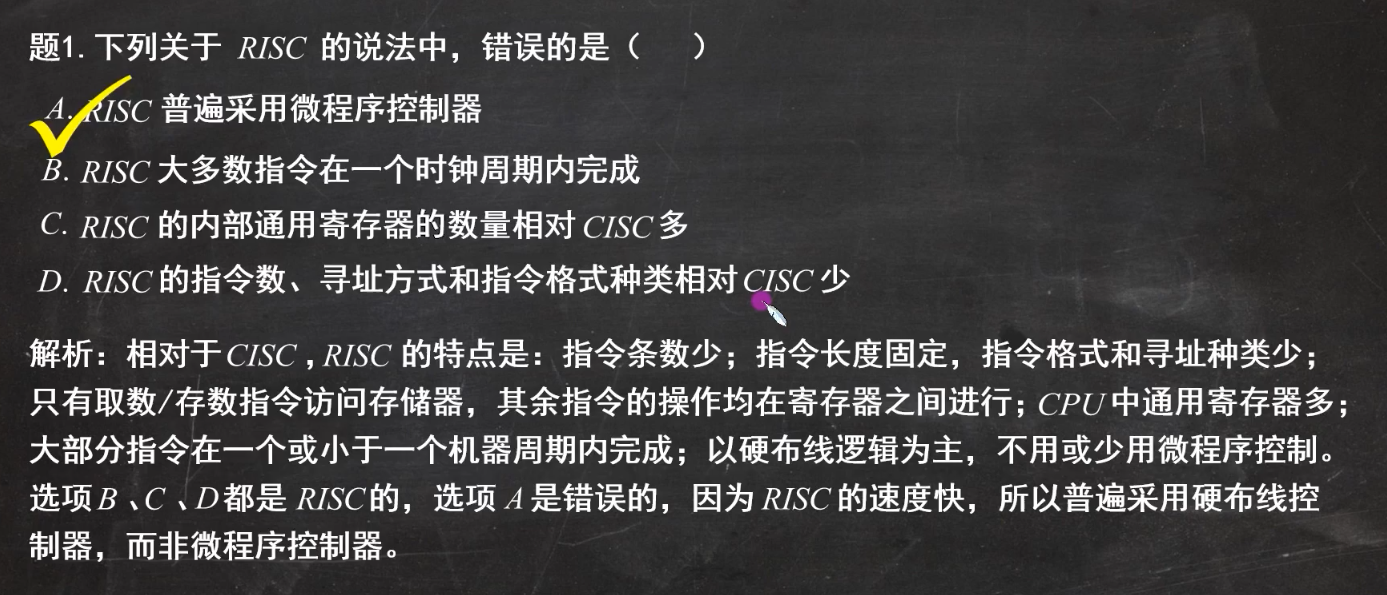 题1. 下列关于 RISC 的说法中，错误的是（ ）
A. RISC 普遍采用微程序控制器
B. RISC 大多数指令在一个时钟周期内完成
C. RISC 的内部通用寄存器的数量相对 CISC 多
D. RISC 的指令数、寻址方式和指令格式种类相对 CISC 少
解析：相对于 CISC , RISC 的特点是：指令条数少；指令长度固定，指令格式和寻址种类少；
只有取数/存数指令访问存储器，其余指令的操作均在寄存器之间进行；CPU 中通用寄存器多；
大部分指令在一个或小于一个机器周期内完成；以硬布线逻辑为主，不用或少用微程序控制。
选项 B 、C 、D 都是 RISC 的，选项 A 是错误的，因为 RISC 的速度快，所以普遍采用硬布线控
制器，而非微程序控制器。